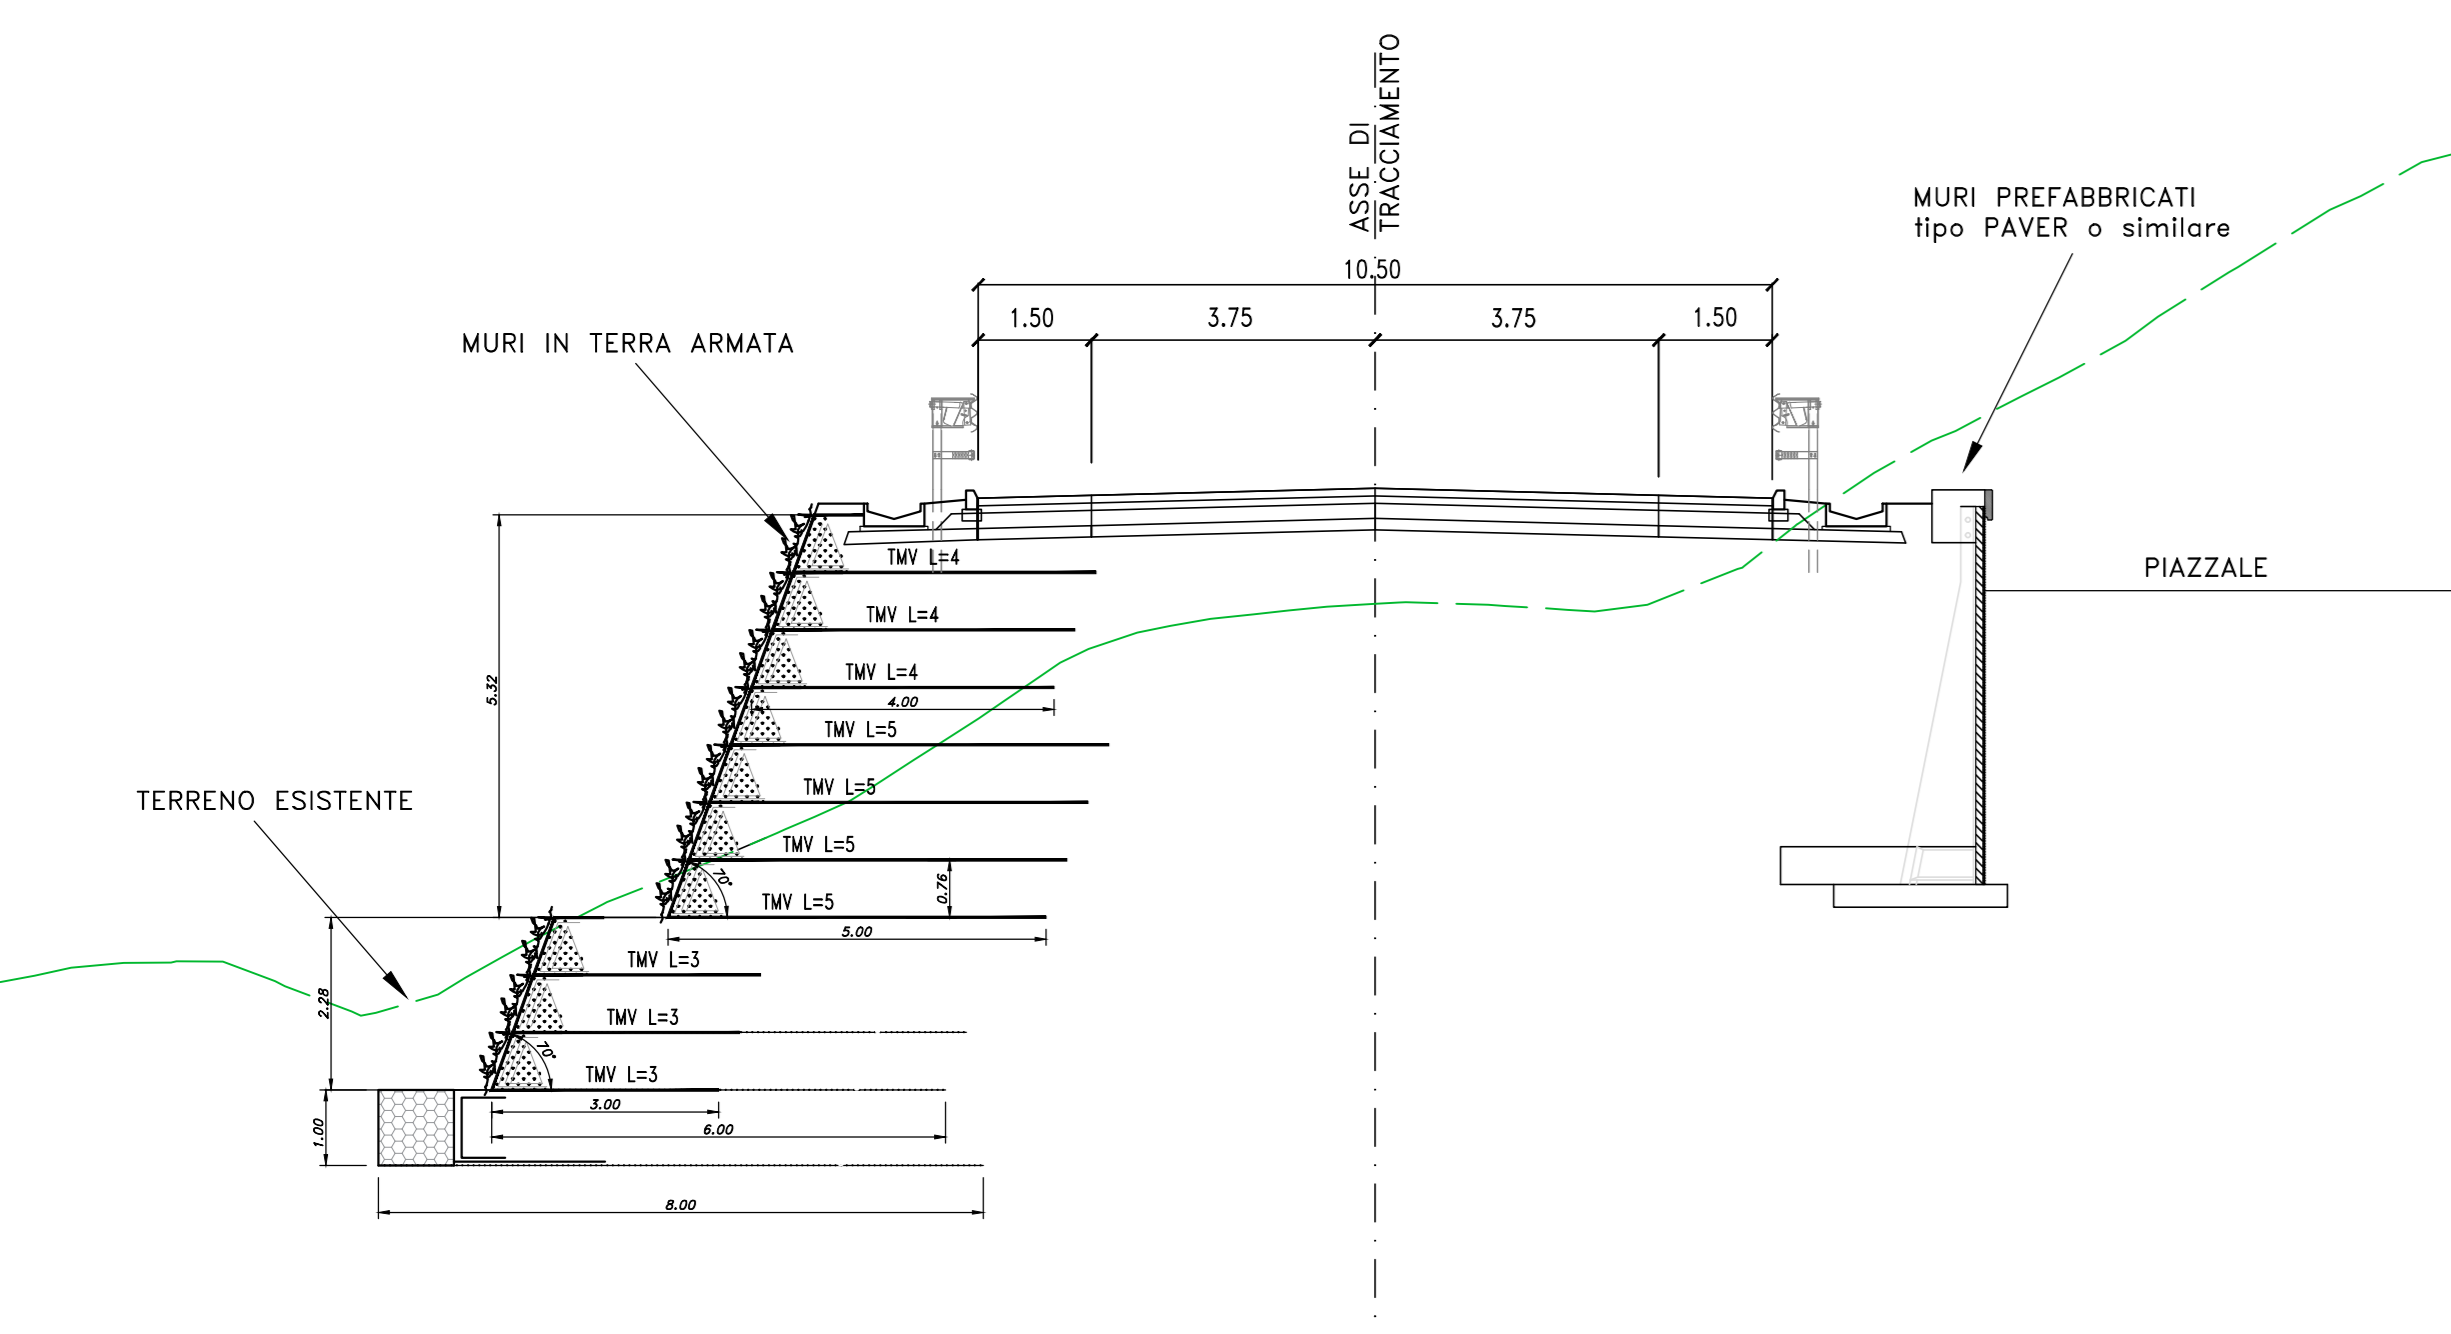 ASSE DI
TRACCIAMENTO
MURI PREFABBRICATI
tipo PAVER o similare
10.50
1.50
3.75
3.75
1.50
MURI IN TERRA ARMATA
TMV L=4
PIAZZALE
TMV L=4
TMV L=4
5.32
4.00
TMV L=5
TMV L=5
TERRENO ESISTENTE
TMV L=5
70°
0.76
TMV L=5
5.00
TMV L=3
2.28
TMV L=3
70°
TMV L=3
3.00
1.00
6.00
8.00